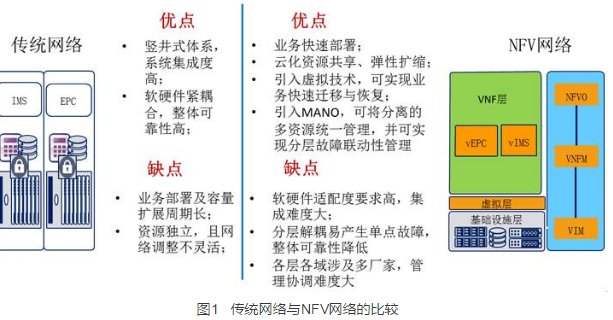 传统网络
IMS
EPC
优点
• 竖井式体系，
系统集成度
高；
• 软硬件紧耦
合，整体可
靠性高；
缺点
• 业务部署及容量
扩展周期长；
• 资源独立，且网
络调整不灵活；
优点
• 业务快速部署；
• 云化资源共享、弹性扩缩；
• 引入虚拟技术，可实现业
务快速迁移与恢复；
• 引入MANO，可将分离的
多资源统一管理，并可实
现分层故障联动性管理
缺点
• 软硬件适配度要求高，集
成难度大；
• 分层解耦易产生单点故障，
整体可靠性降低
• 各层各域涉及多厂家，管
理协调难度大
NFV网络
VNF层
vEPC
vIMS
虚拟层
基础设施层
NFVO
VNFM
VIM
图1 传统网络与NFV网络的比较